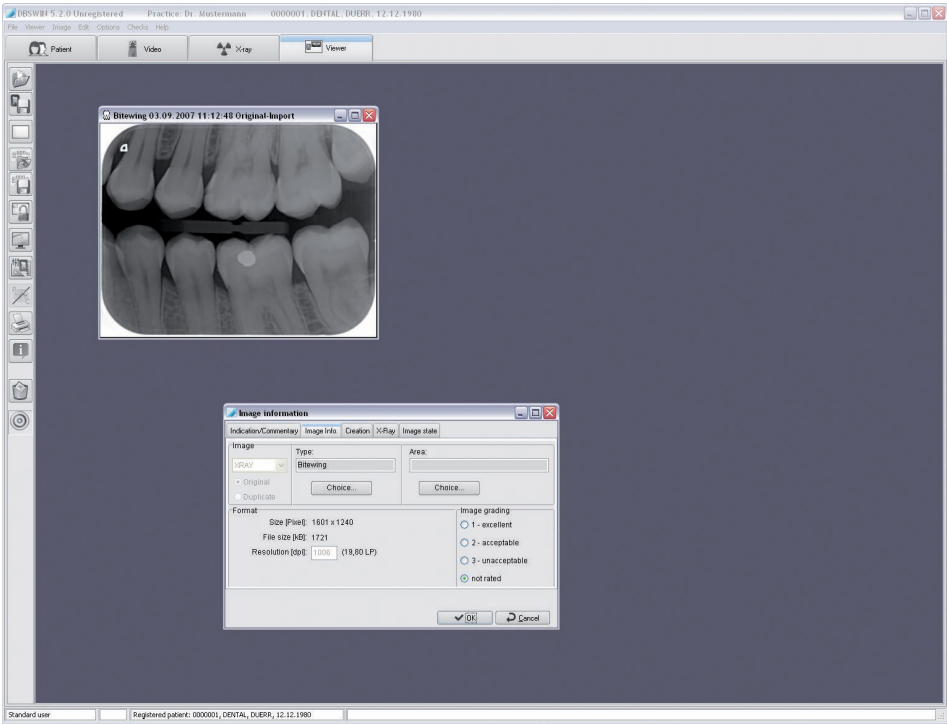 DBSWIN 5.2.0 Unregistered Practice: Dr. Mustermann 0000001, DENTAL, DUERR, 12.12.1980
File Viewer Image Edit Options Checks Help
Patient Video X-ray Viewer
Bitewing 03.09.2007 11:12:48 Original-Import
Image information
Indication/Commentary Image Info. Creation X-Ray Image state
Image
Type: Area:
XRAY Bitewing
Original
Choice... Choice...
Duplicate
Format Image grading
Size [Pixel]: 1601 x 1240 1 - excellent
File size [kB]: 1721 2 - acceptable
Resolution [dpi]: 1006 (19,80 LP) 3 - unacceptable
not rated
OK Cancel
Standard user Registered patient: 0000001, DENTAL, DUERR, 12.12.1980